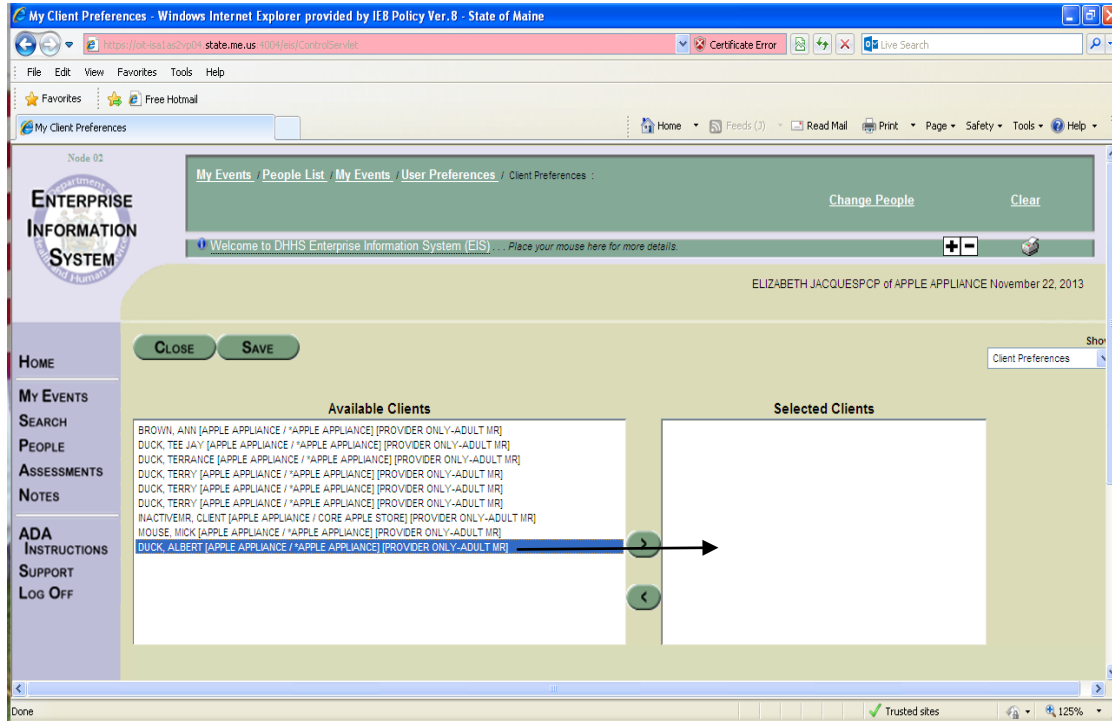 My Client Preferences - Windows Internet Explorer provided by IE8 Policy Ver. 8 - State of Maine
https://oit-isa1as2vp04.state.me.us:4004/eis/ControlServlet
Certificate Error
Live Search
File Edit View Favorites Tools Help
Favorites Free Hotmail
My Client Preferences
Home Feeds (J) Read Mail Print Page Safety Tools Help
Node 02
ENTERPRISE
INFORMATION
SYSTEM
My Events / People List / My Events / User Preferences / Client Preferences :
Change People Clear
Welcome to DHHS Enterprise Information System (EIS) . . . Place your mouse here for more details.
ELIZABETH JACQUESPCP of APPLE APPLIANCE November 22, 2013
CLOSE SAVE
Client Preferences
HOME
MY EVENTS
SEARCH
PEOPLE
ASSESSMENTS
NOTES
ADA
INSTRUCTIONS
SUPPORT
LOG OFF
Available Clients
BROWN, ANN [APPLE APPLIANCE / *APPLE APPLIANCE] [PROVIDER ONLY-ADULT MR]
DUCK, TEE JAY [APPLE APPLIANCE / *APPLE APPLIANCE] [PROVIDER ONLY-ADULT MR]
DUCK, TERRANCE [APPLE APPLIANCE / *APPLE APPLIANCE] [PROVIDER ONLY-ADULT MR]
DUCK, TERRY [APPLE APPLIANCE / *APPLE APPLIANCE] [PROVIDER ONLY-ADULT MR]
DUCK, TERRY [APPLE APPLIANCE / *APPLE APPLIANCE] [PROVIDER ONLY-ADULT MR]
DUCK, TERRY [APPLE APPLIANCE / *APPLE APPLIANCE] [PROVIDER ONLY-ADULT MR]
INACTIVEMR, CLIENT [APPLE APPLIANCE / CORE APPLE STORE] [PROVIDER ONLY-ADULT MR]
MOUSE, MICK [APPLE APPLIANCE / *APPLE APPLIANCE] [PROVIDER ONLY-ADULT MR]
DUCK, ALBERT [APPLE APPLIANCE / *APPLE APPLIANCE] [PROVIDER ONLY-ADULT MR]
Selected Clients
Done
Trusted sites
125%